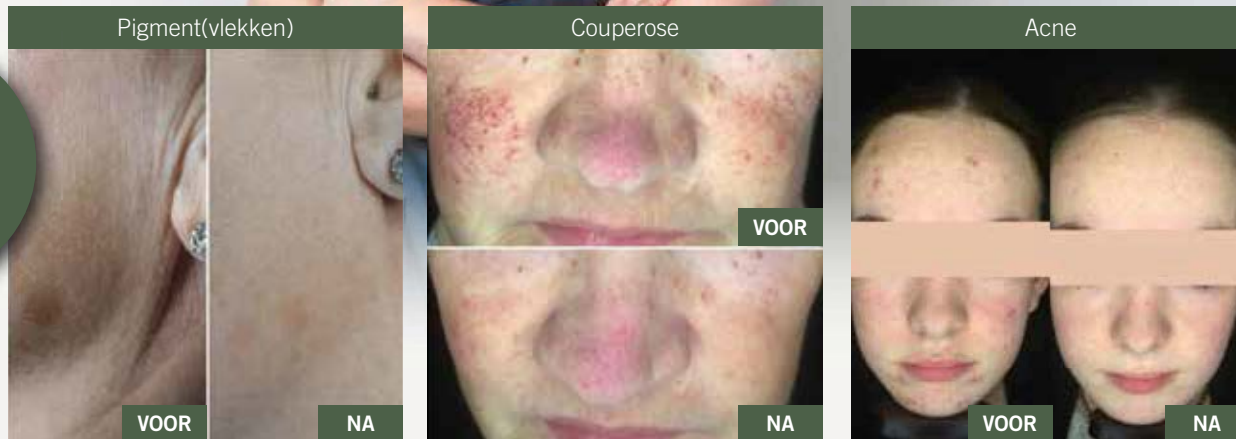 Pigment(vlekken)
VOOR
NA
Couperose
VOOR
NA
Acne
VOOR
NA